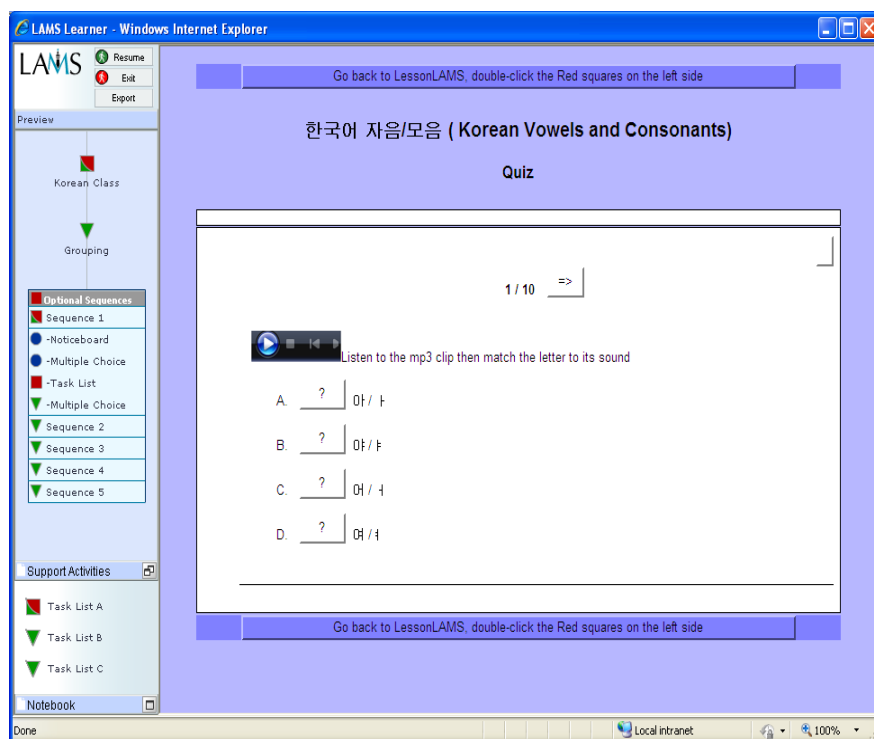 LAMS Learner - Windows Internet Explorer
LAMS
Resume
Exit
Export
Preview
Korean Class
Grouping
Optional Sequences
Sequence 1
-Noticeboard
-Multiple Choice
-Task List
-Multiple Choice
Sequence 2
Sequence 3
Sequence 4
Sequence 5
Support Activities
Task List A
Task List B
Task List C
Notebook
Go back to LessonLAMS, double-click the Red squares on the left side
한국어 자음/모음 ( Korean Vowels and Consonants)
Quiz
1 / 10 =>
Listen to the mp3 clip then match the letter to its sound
A. ? 아 / ㅏ
B. ? 야 / ㅑ
C. ? 어 / ㅓ
D. ? 여 / ㅕ
Go back to LessonLAMS, double-click the Red squares on the left side
Done
Local intranet
100%